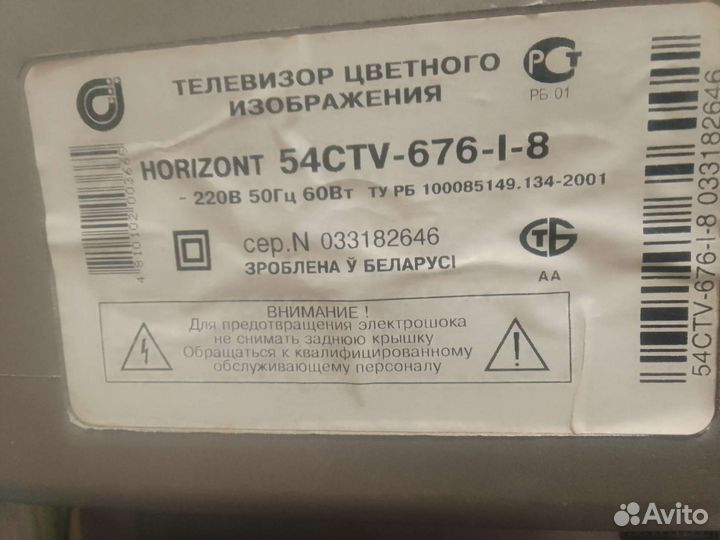 ТЕЛЕВИЗОР ЦВЕТНОГО
ИЗОБРАЖЕНИЯ
РСТ
РБ 01
HORIZONT 54CTV-676-I-8
~ 220В 50Гц 60Вт ТУ РБ 100085149.134-2001
сер.N 033182646
ЗРОБЛЕНА Ў БЕЛАРУСІ
СТБ
АА
ВНИМАНИЕ !
Для предотвращения электрошока
не снимать заднюю крышку
Обращаться к квалифицированному
обслуживающему персоналу
54CTV-676-I-8 033182646
Avito